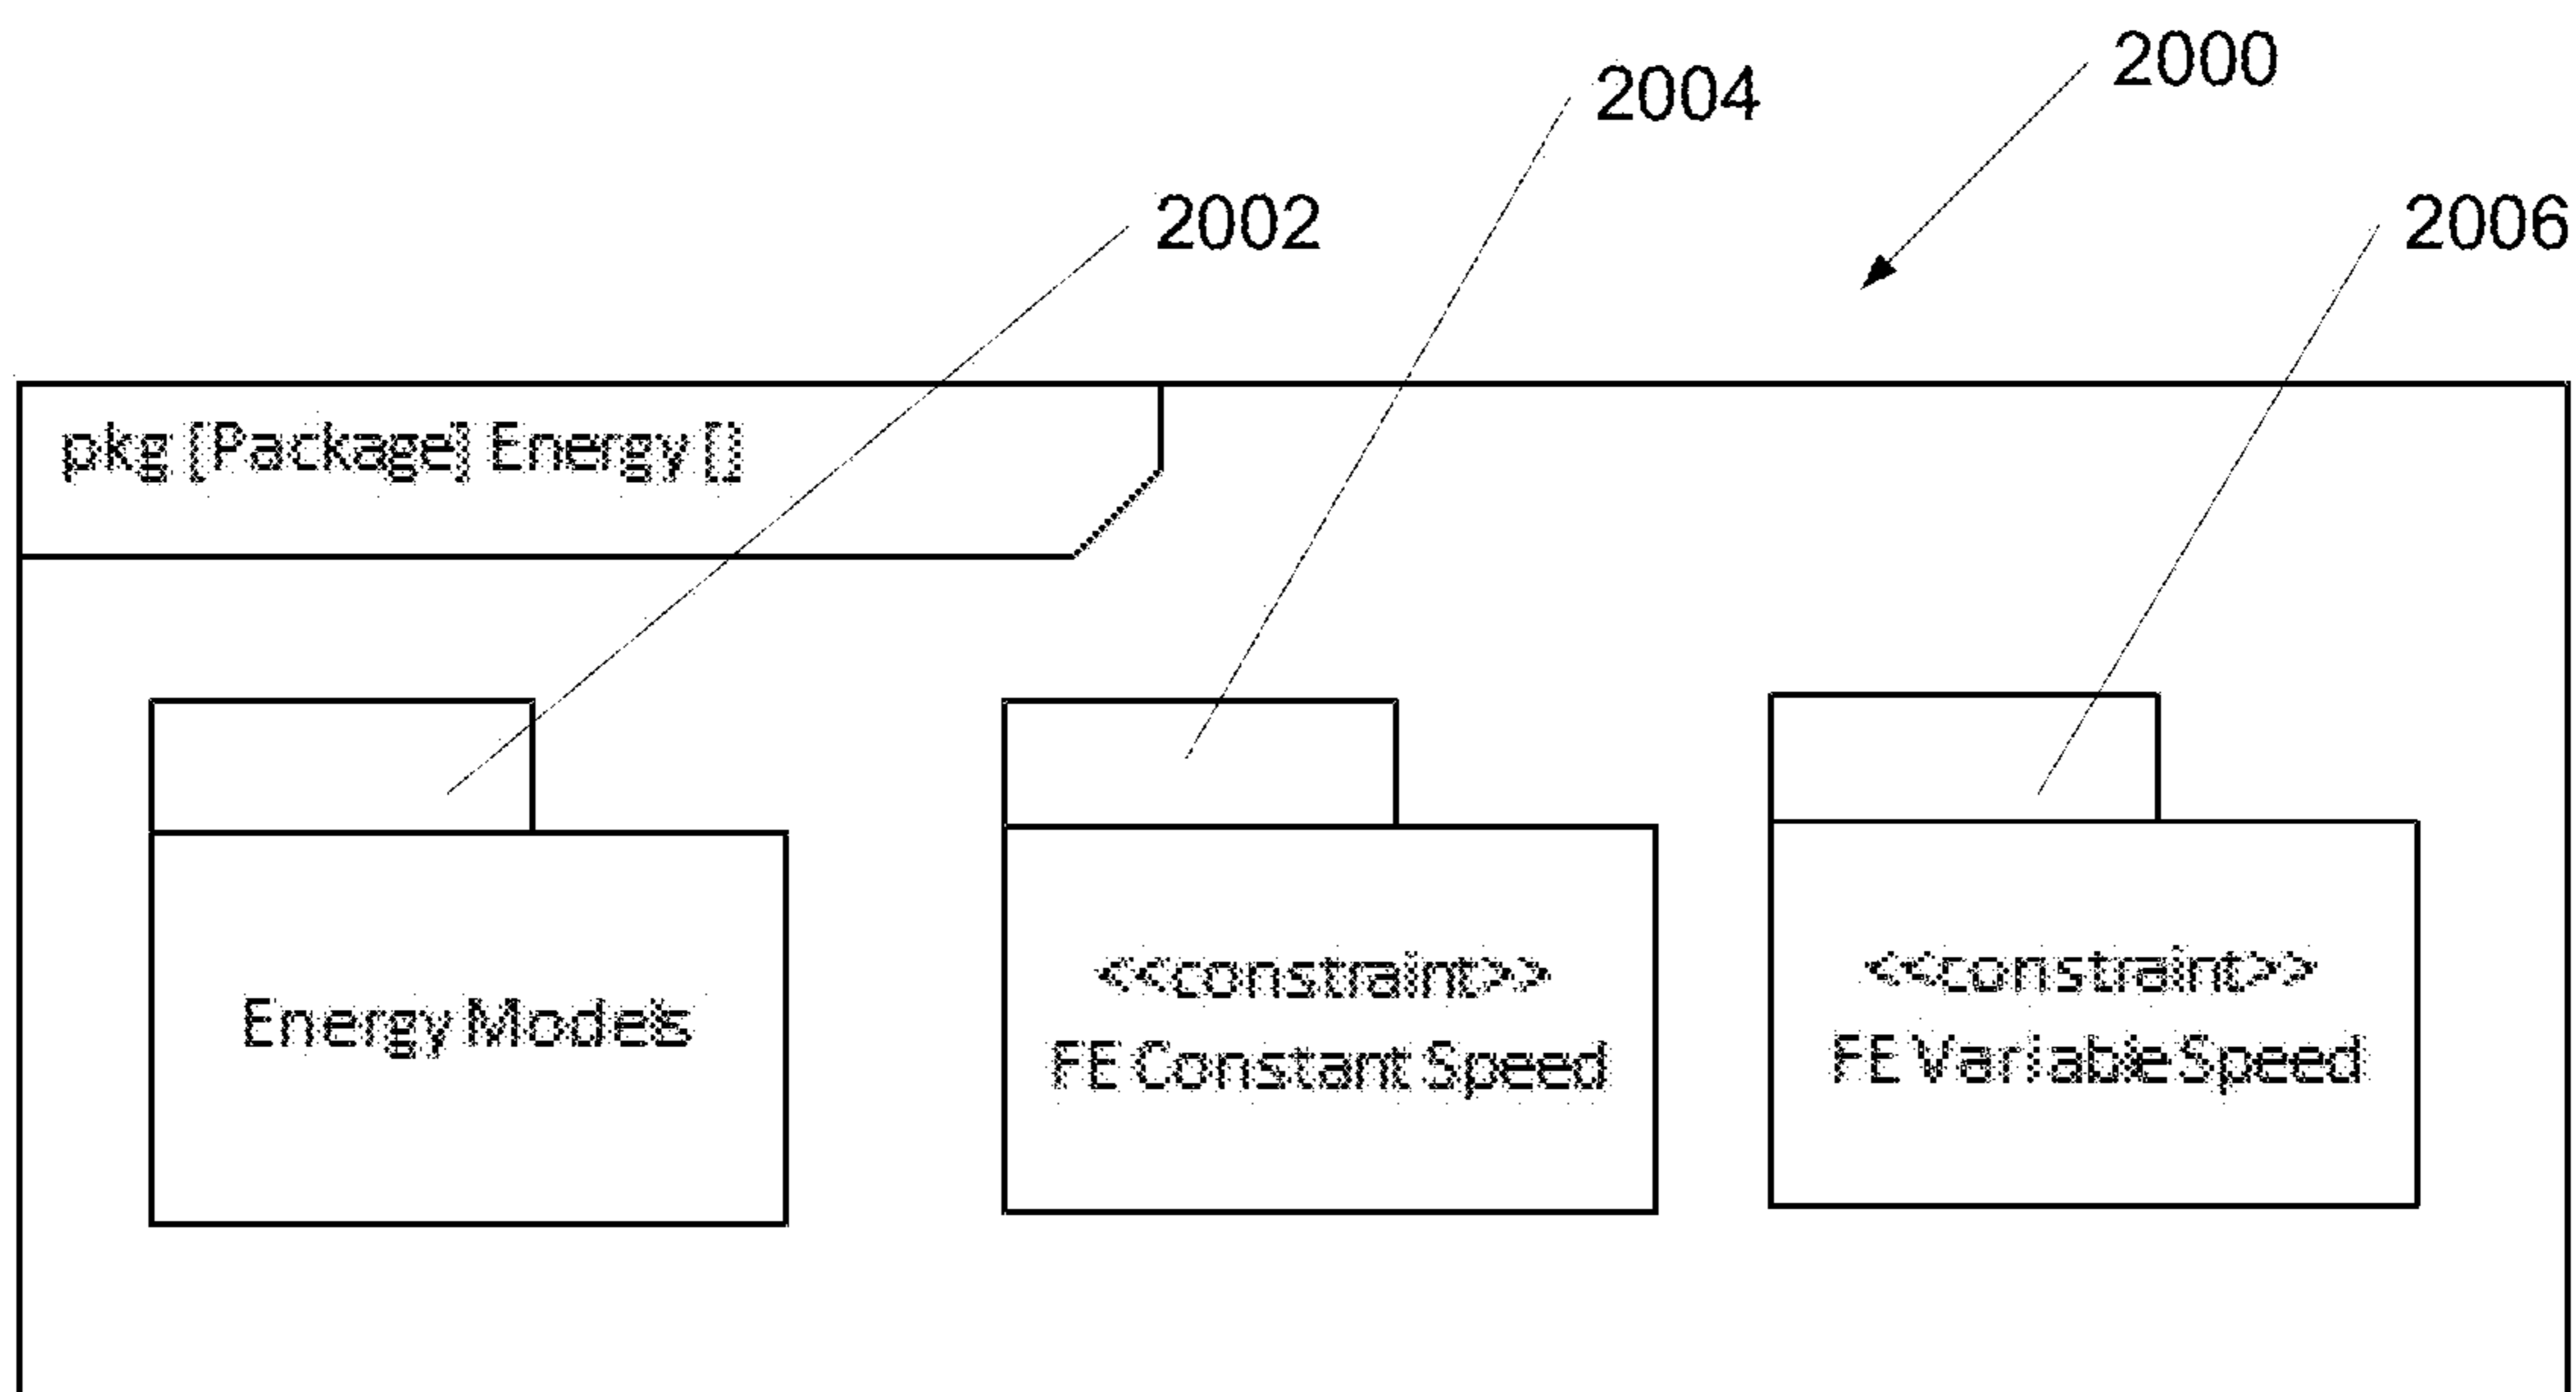 2000
2004
2002
2006
pkg [Package] Energy []
Energy Models
<<constraint>>
FE Constant Speed
<<constraint>>
FE Variable Speed